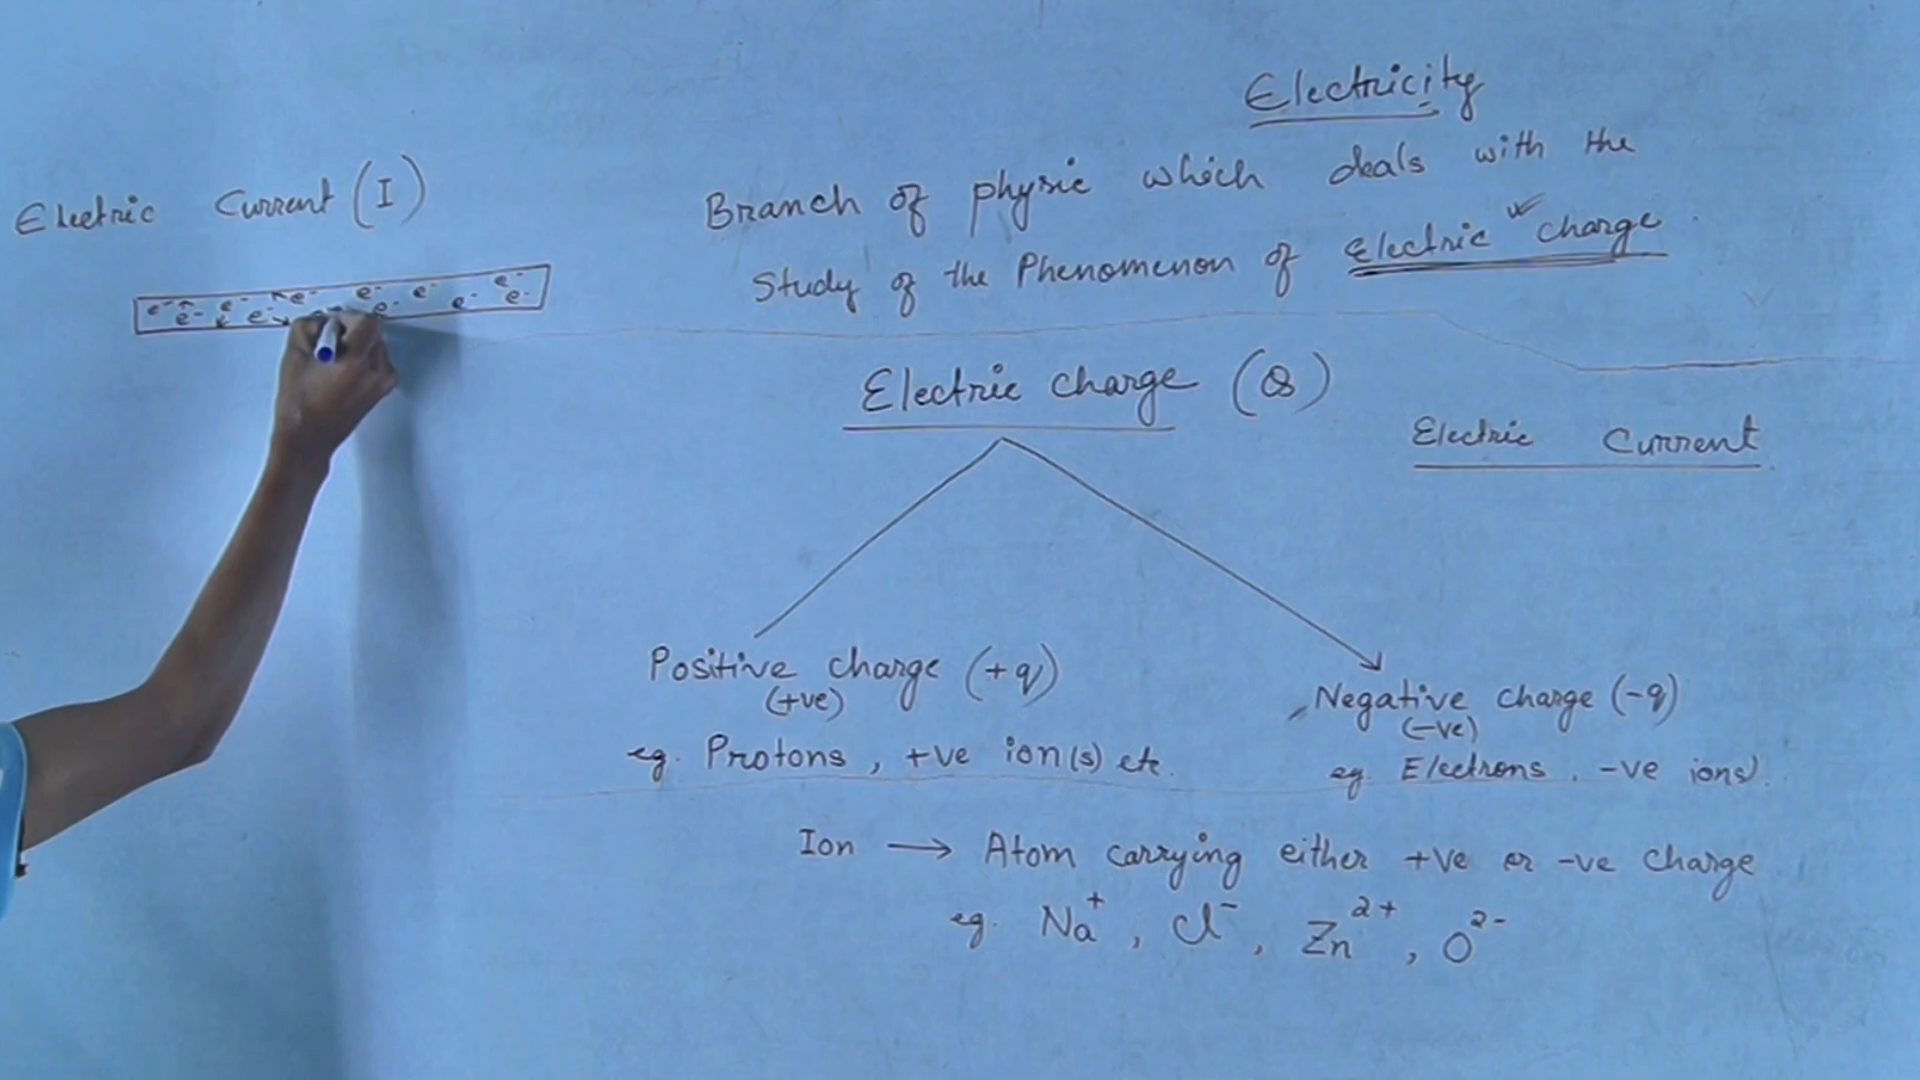 Electricity
Branch of physic which deals with the
Study of the Phenomenon of Electric charge
Electric Current (I)
e- e- e- e- e- e- e- e- e- e- e-
Electric charge (Q)
Electric Current
Positive charge (+q)
(+ve)
eg. Protons, +ve ion(s) etc.
Negative charge (-q)
(-ve)
eg. Electrons, -ve ions)
Ion → Atom carrying either +ve or -ve charge
eg. Na⁺, Cl⁻, Zn²⁺, O²⁻